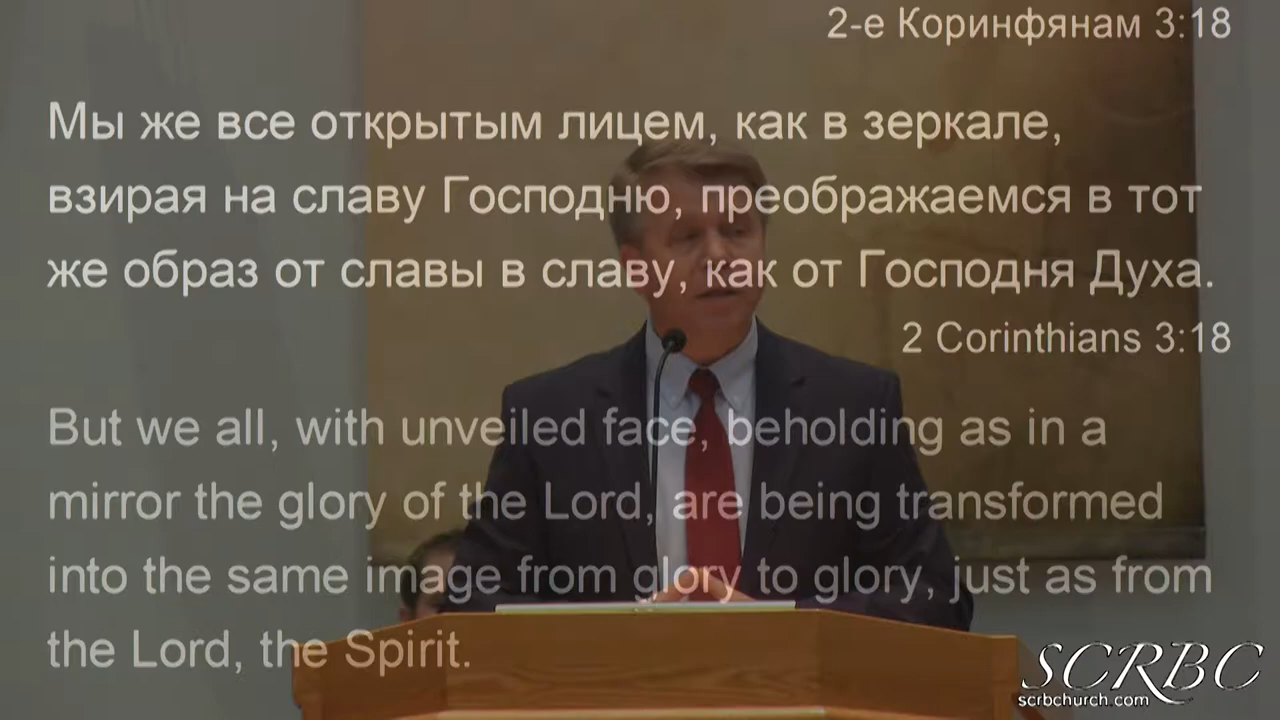 2-е Коринфянам 3:18
Мы же все открытым лицем, как в зеркале,
взирая на славу Господню, преображаемся в тот
же образ от славы в славу, как от Господня Духа.
2 Corinthians 3:18
But we all, with unveiled face, beholding as in a
mirror the glory of the Lord, are being transformed
into the same image from glory to glory, just as from
the Lord, the Spirit.
SCRBC
scrbchurch.com